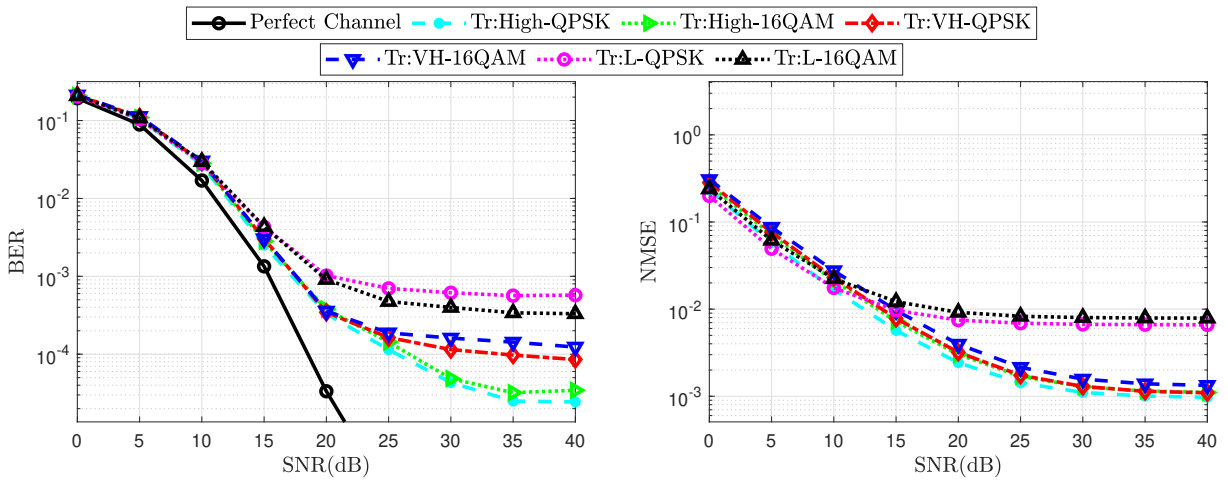 Perfect Channel Tr:High-QPSK Tr:High-16QAM Tr:VH-QPSK
Tr:VH-16QAM Tr:L-QPSK Tr:L-16QAM
BER
10^-1
10^-2
10^-3
10^-4
0 5 10 15 20 25 30 35 40
SNR(dB)
NMSE
10^0
10^-1
10^-2
10^-3
0 5 10 15 20 25 30 35 40
SNR(dB)